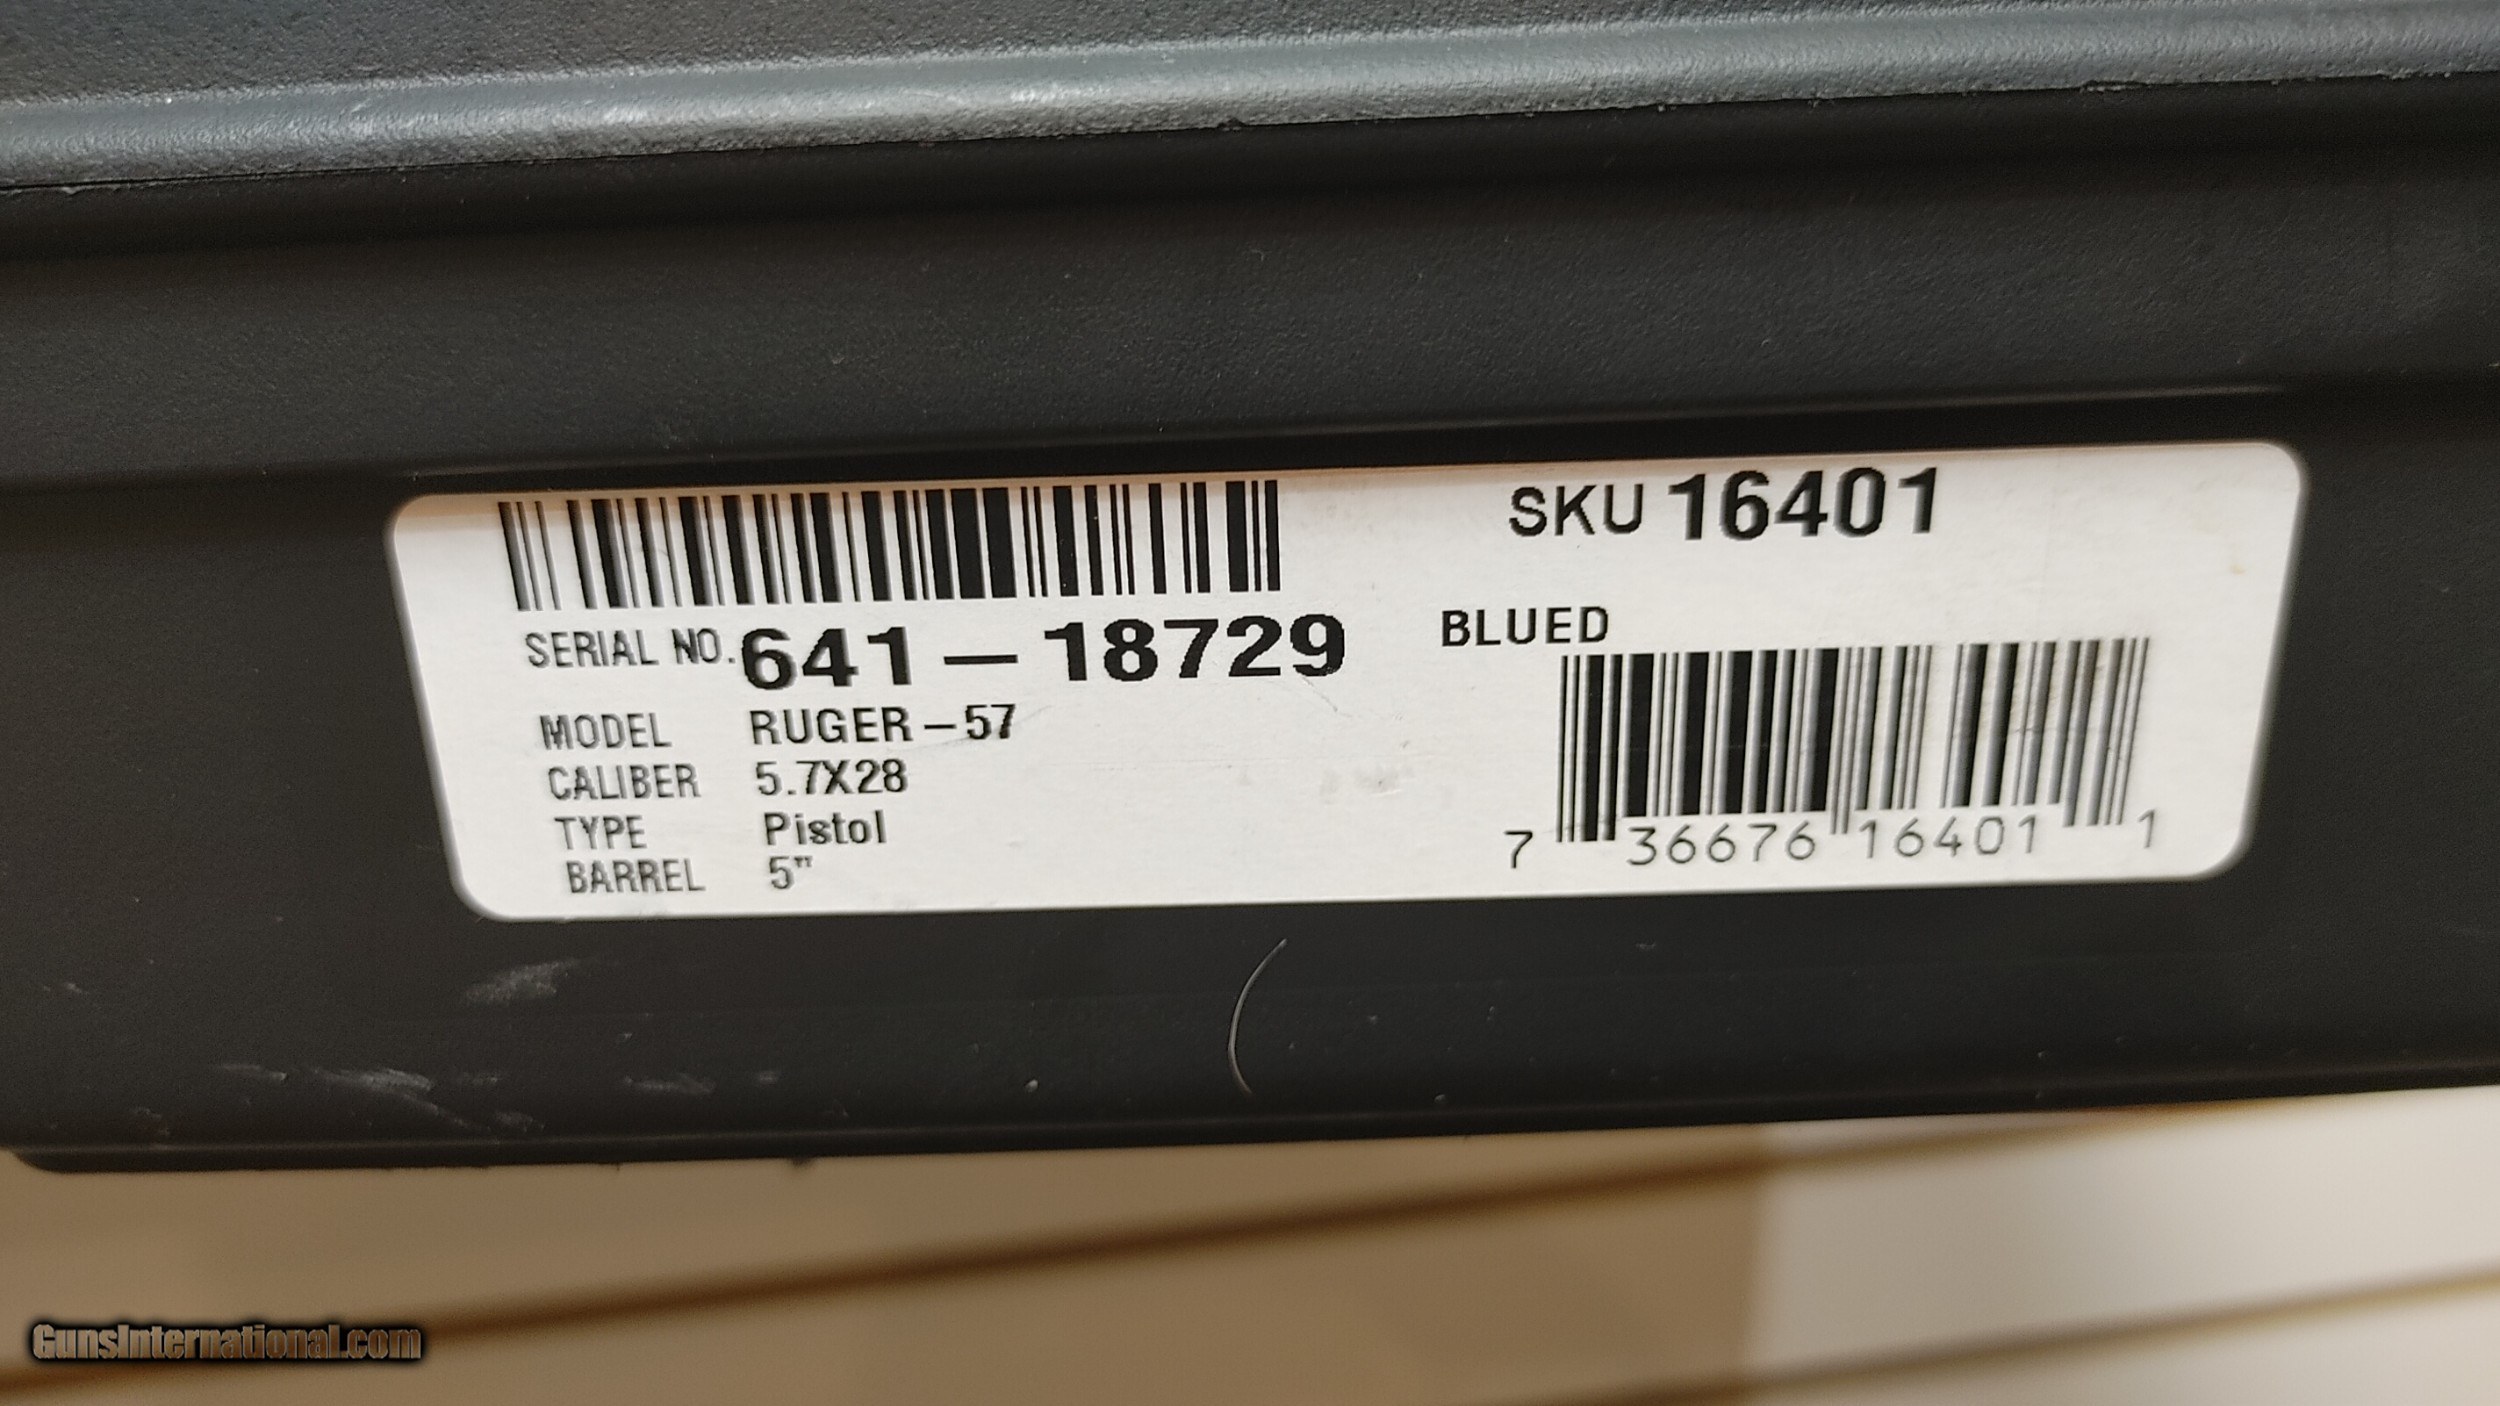 SKU 16401
SERIAL NO. 641-18729
BLUED
MODEL RUGER-57
CALIBER 5.7X28
TYPE Pistol
BARREL 5"
7 36676 16401 1
GunsInternational.com